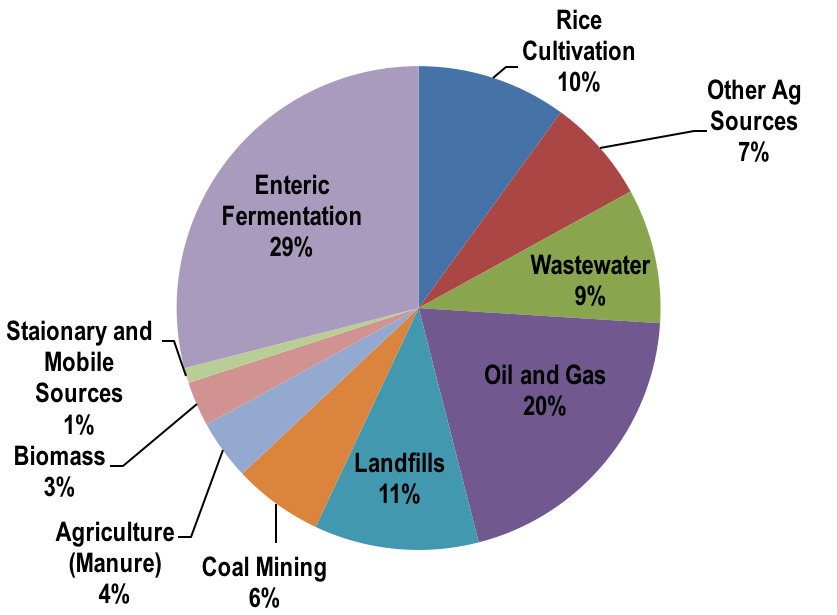 Rice
Cultivation
10%
Other Ag
Sources
7%
Wastewater
9%
Oil and Gas
20%
Landfills
11%
Coal Mining
6%
Agriculture
(Manure)
4%
Biomass
3%
Staionary and
Mobile
Sources
1%
Enteric
Fermentation
29%